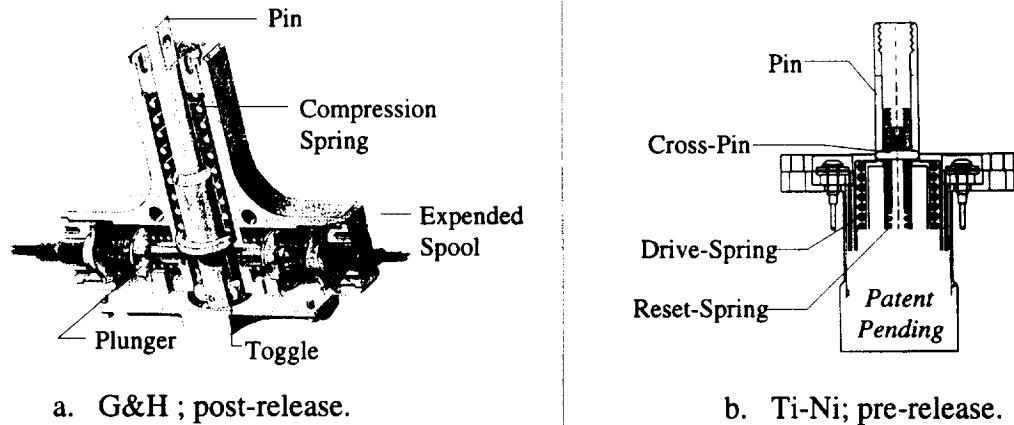 Pin
Compression
Spring
Expended
Spool
Plunger
Toggle
a. G&H ; post-release.
Pin
Cross-Pin
Drive-Spring
Reset-Spring
Patent
Pending
b. Ti-Ni; pre-release.